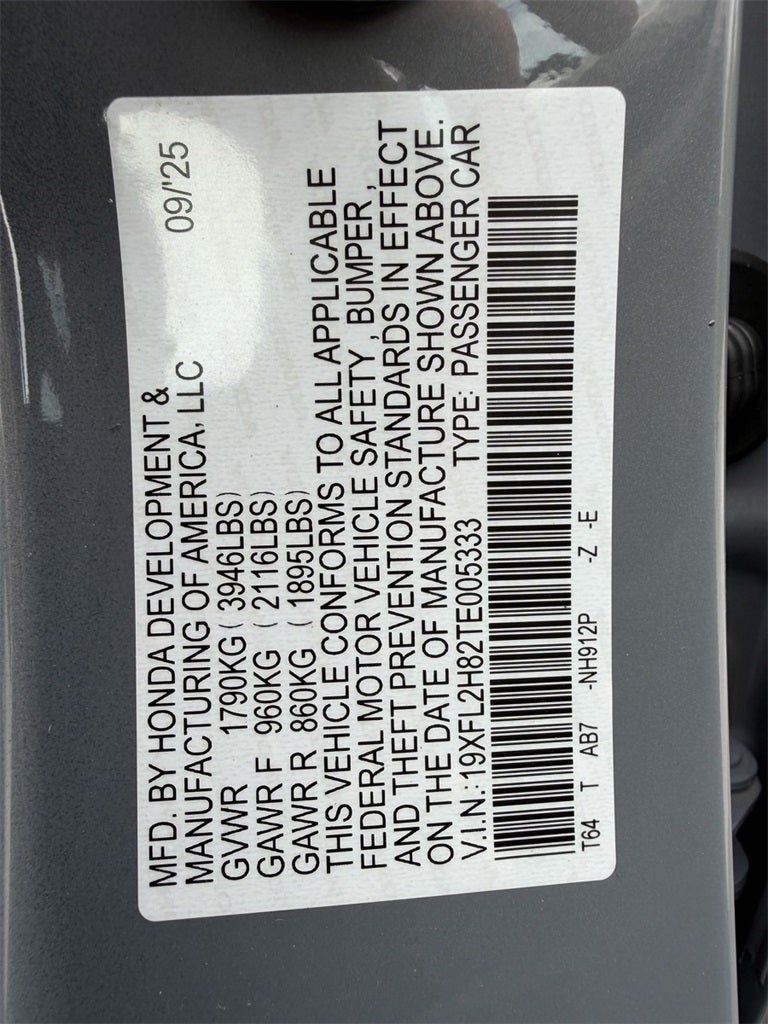 MFD. BY HONDA DEVELOPMENT &
MANUFACTURING OF AMERICA, LLC 09/'25
GVWR 1790KG ( 3946LBS)
GAWR F 960KG ( 2116LBS)
GAWR R 860KG ( 1895LBS)
THIS VEHICLE CONFORMS TO ALL APPLICABLE
FEDERAL MOTOR VEHICLE SAFETY , BUMPER ,
AND THEFT PREVENTION STANDARDS IN EFFECT
ON THE DATE OF MANUFACTURE SHOWN ABOVE.
V.I.N.:19XFL2H82TE005333 TYPE: PASSENGER CAR
T64 T AB7 -NH912P -Z -E